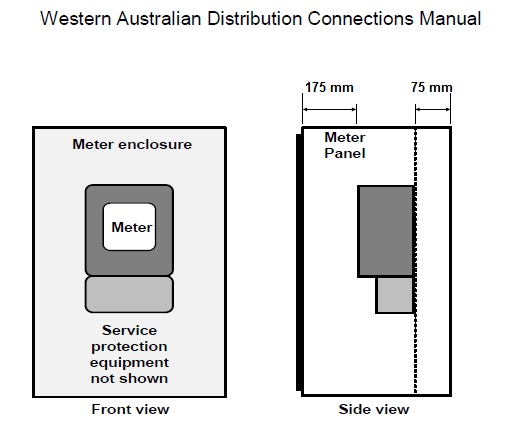 Western Australian Distribution Connections Manual
175 mm
75 mm
Meter enclosure
Meter
Service
protection
equipment
not shown
Front view
Meter
Panel
Side view